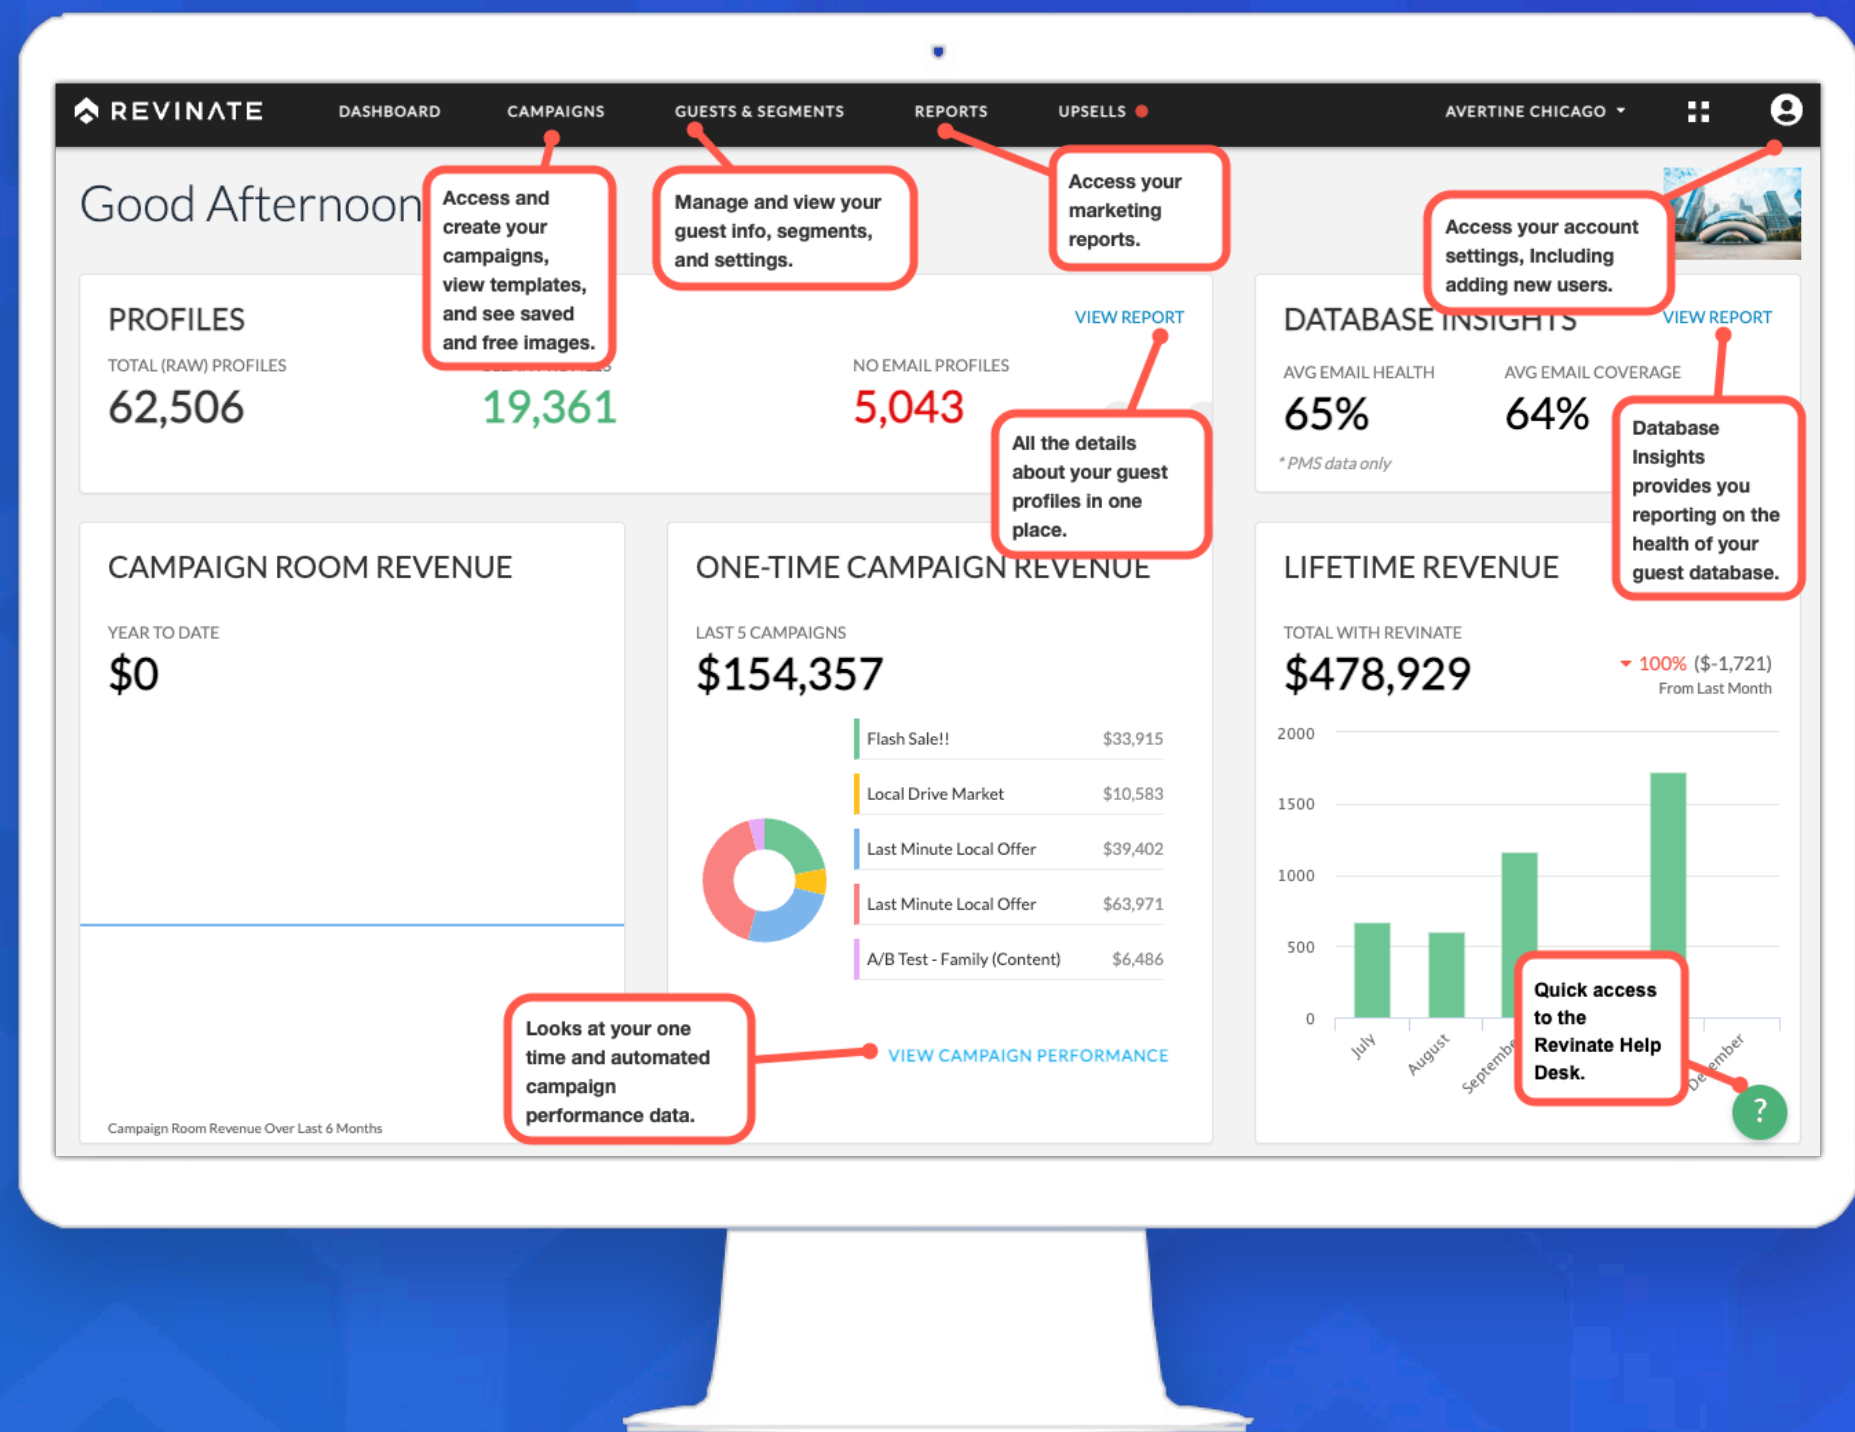 REVINATE
DASHBOARD
CAMPAIGNS
GUESTS & SEGMENTS
REPORTS
UPSELLS
AVERTINE CHICAGO
Good Afternoon
Access and
create your
campaigns,
view templates,
and see saved
and free images.
Manage and view your
guest info, segments,
and settings.
Access your
marketing
reports.
Access your account
settings, Including
adding new users.
PROFILES
VIEW REPORT
TOTAL (RAW) PROFILES
62,506
19,361
NO EMAIL PROFILES
5,043
All the details
about your guest
profiles in one
place.
DATABASE INSIGHTS
VIEW REPORT
AVG EMAIL HEALTH
65%
AVG EMAIL COVERAGE
64%
* PMS data only
Database
Insights
provides you
reporting on the
health of your
guest database.
CAMPAIGN ROOM REVENUE
YEAR TO DATE
$0
Campaign Room Revenue Over Last 6 Months
ONE-TIME CAMPAIGN REVENUE
LAST 5 CAMPAIGNS
$154,357
Flash Sale!! $33,915
Local Drive Market $10,583
Last Minute Local Offer $39,402
Last Minute Local Offer $63,971
A/B Test - Family (Content) $6,486
Looks at your one
time and automated
campaign
performance data.
VIEW CAMPAIGN PERFORMANCE
LIFETIME REVENUE
TOTAL WITH REVINATE
$478,929
100% ($-1,721)
From Last Month
2000
1500
1000
500
0
July
August
September
December
Quick access
to the
Revinate Help
Desk.
?